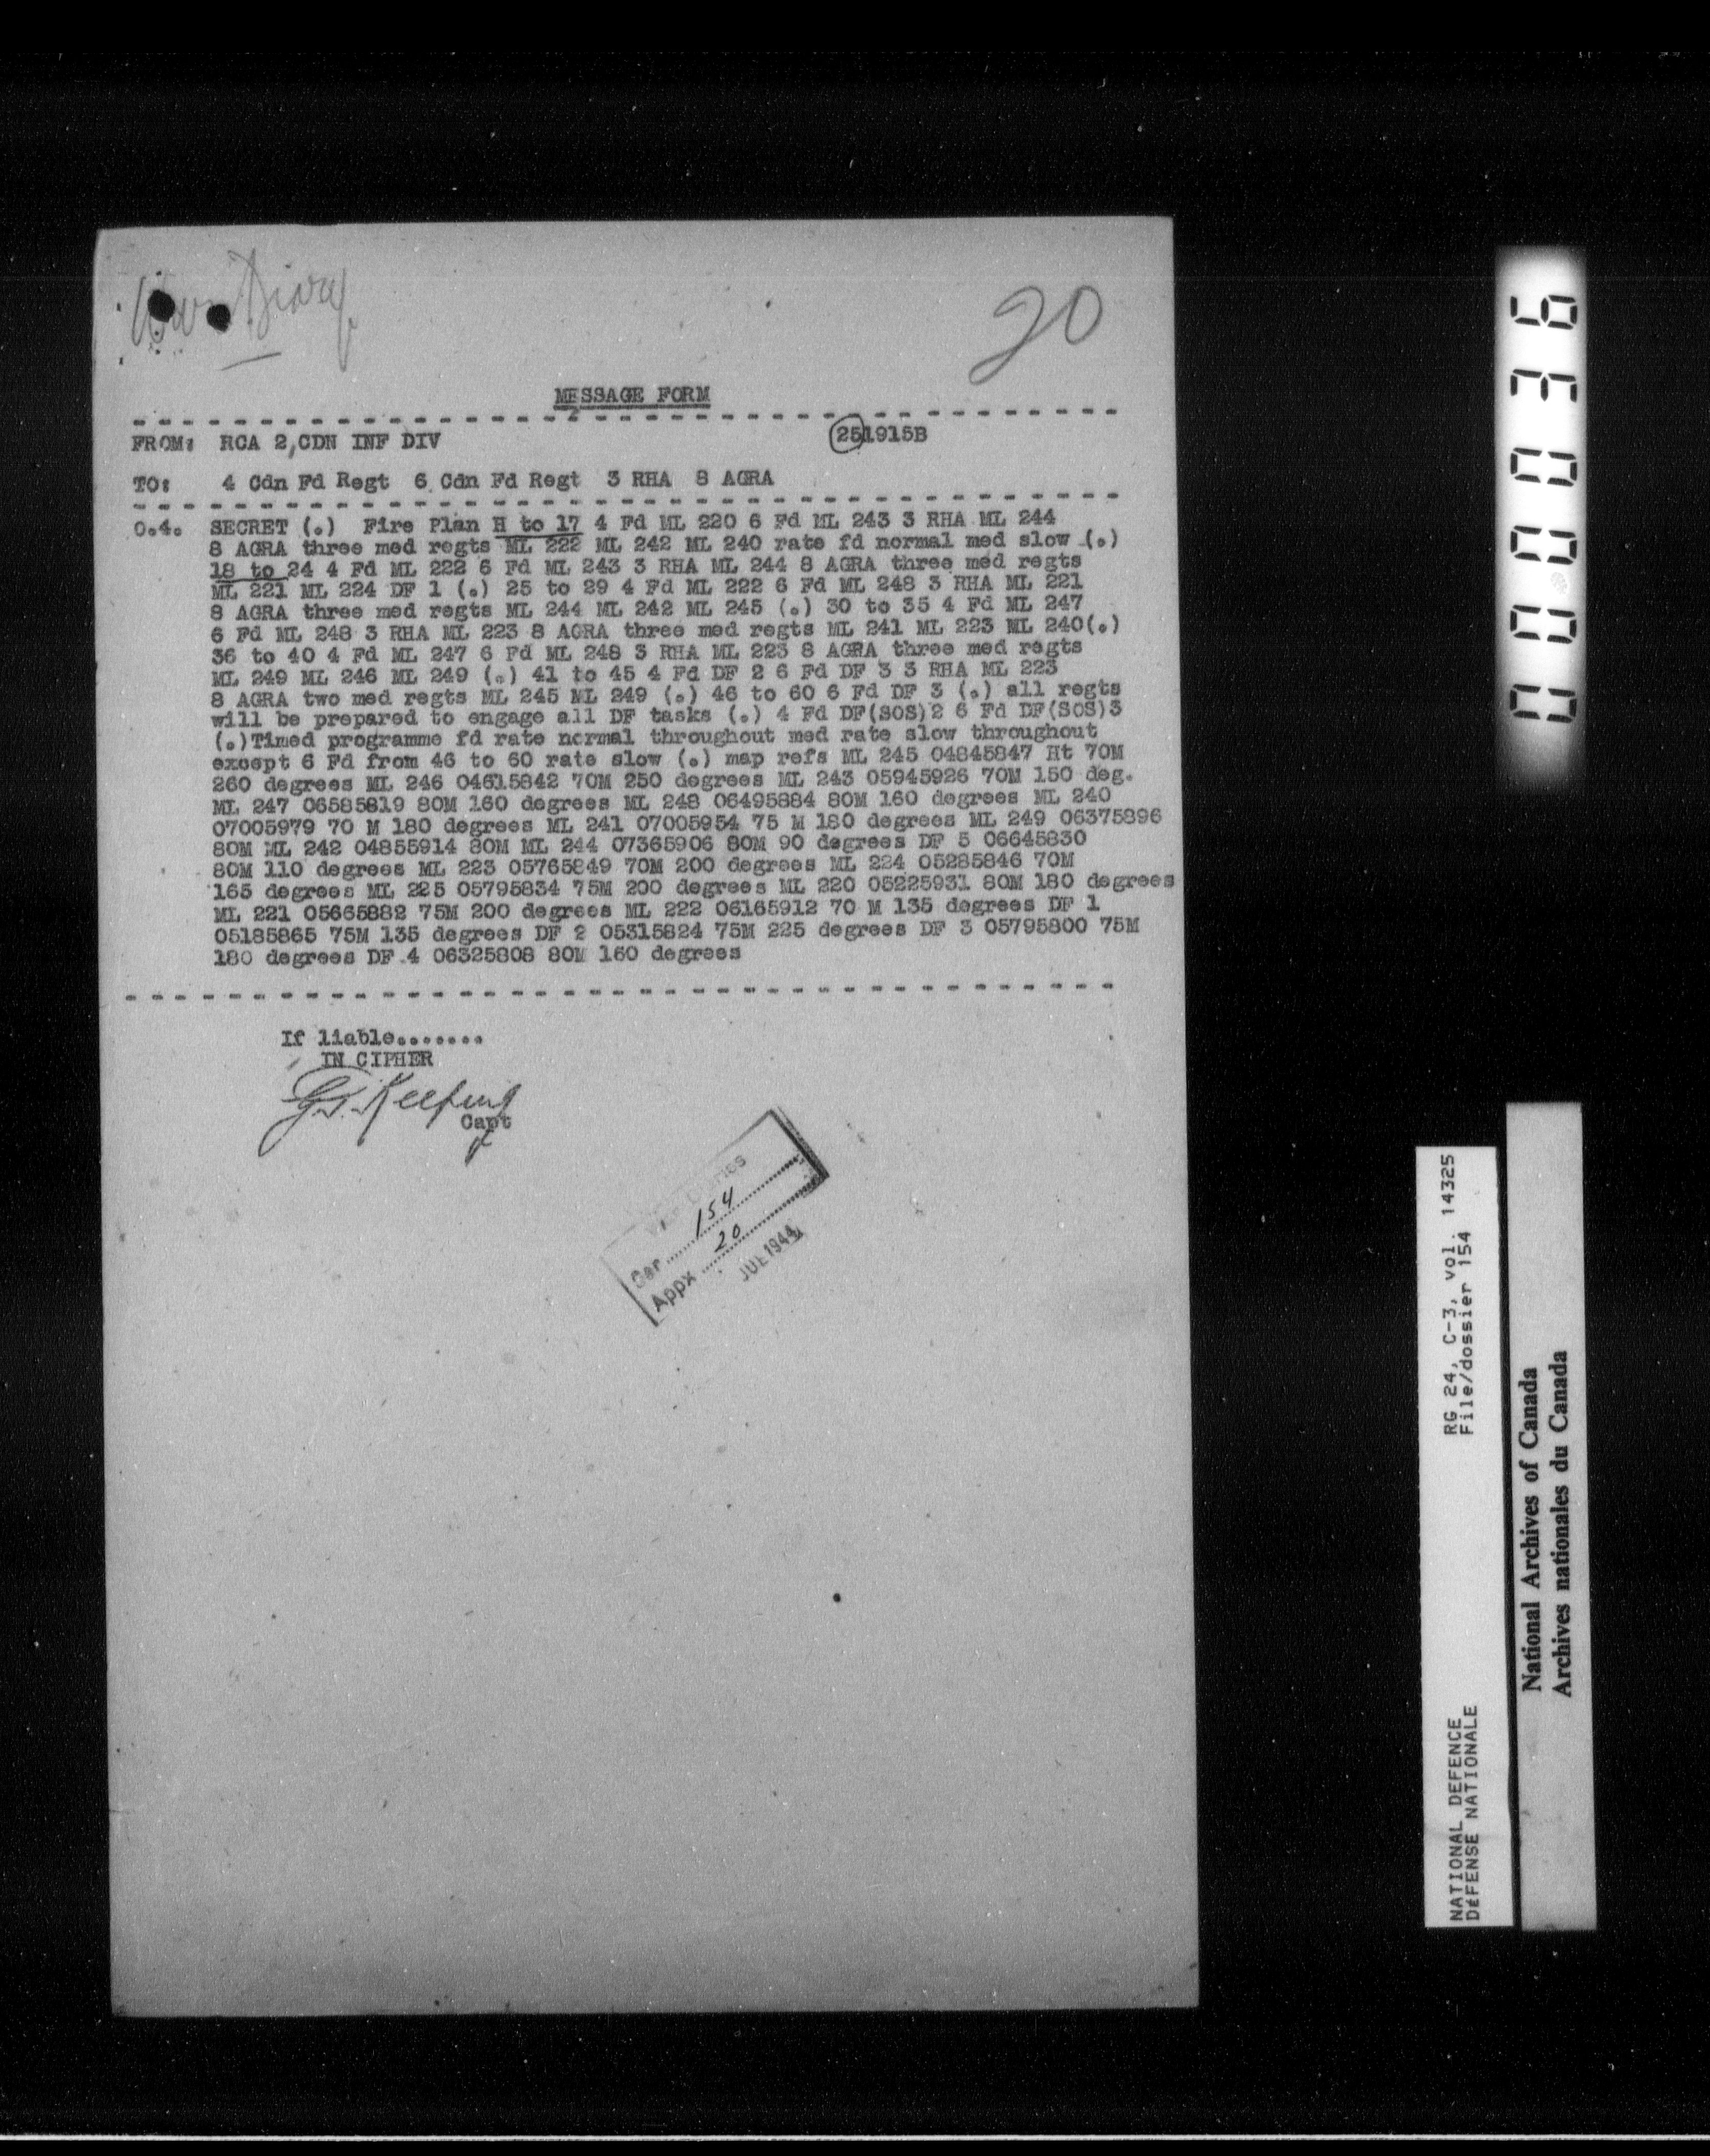 War Diary
20
MESSAGE FORM
FROM: RCA 2,CDN INF DIV 251915B
TO: 4 Cdn Fd Regt 6 Cdn Fd Regt 3 RHA 8 AGRA
0.4. SECRET (.) Fire Plan H to 17 4 Fd ML 220 6 Fd ML 243 3 RHA ML 244
8 AGRA three med regts ML 222 ML 242 ML 240 rate fd normal med slow (.)
18 to 24 4 Fd ML 222 6 Fd ML 243 3 RHA ML 244 8 AGRA three med regts
ML 221 ML 224 DF 1 (.) 25 to 29 4 Fd ML 222 6 Fd ML 248 3 RHA ML 221
8 AGRA three med regts ML 244 ML 242 ML 245 (.) 30 to 35 4 Fd ML 247
6 Fd ML 248 3 RHA ML 223 8 AGRA three med regts ML 241 ML 223 ML 240(.)
36 to 40 4 Fd ML 247 6 Fd ML 248 3 RHA ML 223 8 AGRA three med regts
ML 249 ML 246 ML 249 (.) 41 to 45 4 Fd DF 2 6 Fd DF 3 3 RHA ML 223
8 AGRA two med regts ML 245 ML 249 (.) 46 to 60 6 Fd DF 3 (.) all regts
will be prepared to engage all DF tasks (.) 4 Fd DF(SOS)2 6 Fd DF(SOS)3
(.)Timed programme fd rate normal throughout med rate slow throughout
except 6 Fd from 46 to 60 rate slow (.) map refs ML 245 04845847 Ht 70M
260 degrees ML 246 04615842 70M 250 degrees ML 243 05945926 70M 150 deg.
ML 247 06585819 80M 160 degrees ML 248 06495884 80M 160 degrees ML 240
07005979 70 M 180 degrees ML 241 07005954 75 M 180 degrees ML 249 06375896
80M ML 242 04855914 80M ML 244 07365906 80M 90 degrees DF 5 06645830
80M 110 degrees ML 223 05765849 70M 200 degrees ML 224 05285846 70M
165 degrees ML 225 05795834 75M 200 degrees ML 220 05225931 80M 180 degrees
ML 221 05665882 75M 200 degrees ML 222 06165912 70 M 135 degrees DF 1
05185865 75M 135 degrees DF 2 05315824 75M 225 degrees DF 3 05795800 75M
180 degrees DF 4 06325808 80M 160 degrees
If liable.......
IN CIPHER
G.T. Keeping
Capt
Ser 154
Appx 20
JUL 1944
000036
RG 24, C-3, vol. 14325
File/dossier 154
NATIONAL DEFENCE
DÉFENSE NATIONALE
National Archives of Canada
Archives nationales du Canada